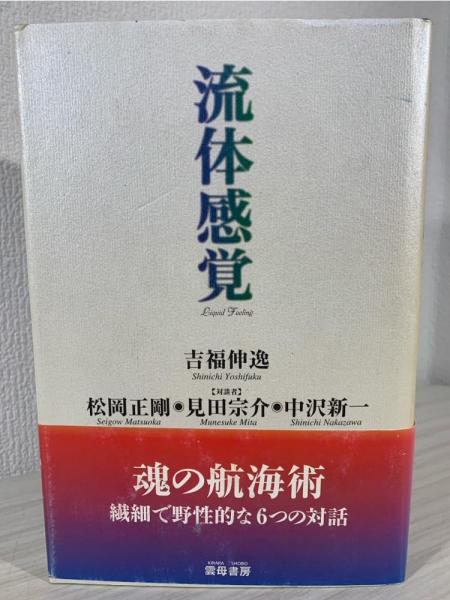 流体感覚
Liquid Feeling
吉福伸逸
Shinichi Yoshifuku
【対談者】
松岡正剛◉見田宗介◉中沢新一
Seigow Matsuoka Munesuke Mita Shinichi Nakazawa
魂の航海術
繊細で野性的な6つの対話
KIRARA SHOBO
雲母書房